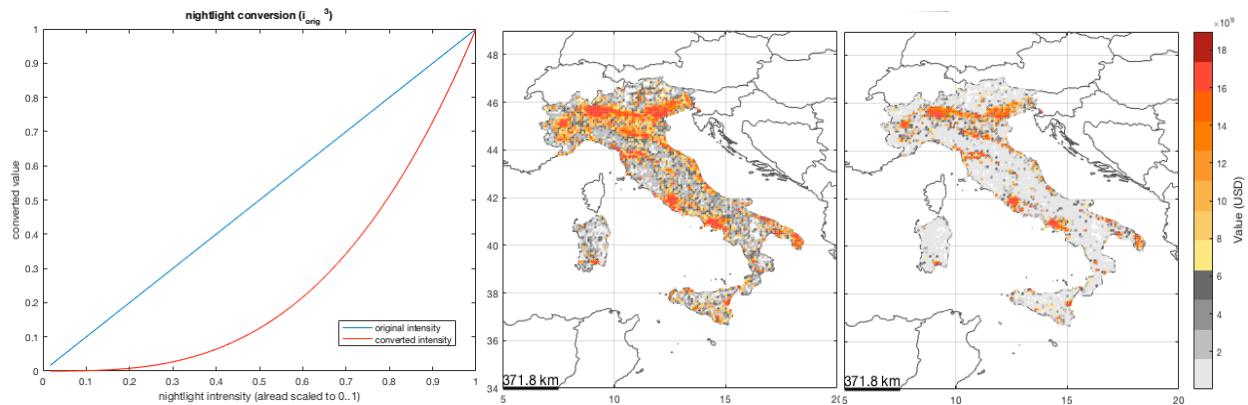 nightlight conversion (i_orig ^3)
1
0.9
0.8
0.7
0.6
0.5
0.4
0.3
0.2
0.1
0
converted value
original intensity
converted intensity
0 0.1 0.2 0.3 0.4 0.5 0.6 0.7 0.8 0.9 1
nightlight intrensity (alread scaled to 0..1)
48
46
44
42
40
38
36
34
371.8 km
5 10 15 20
371.8 km
5 10 15 20
×10^9
18
16
14
12
10
8
6
4
2
Value (USD)